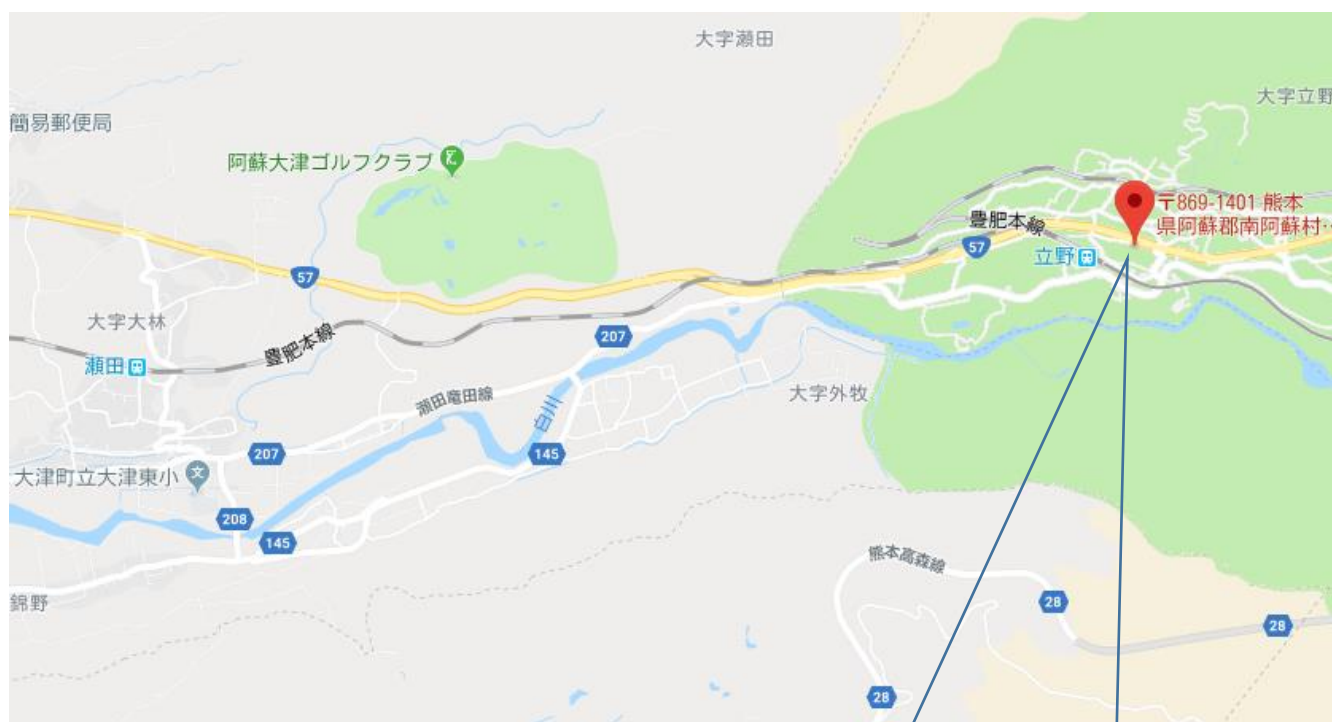 大字瀬田
大字立野
簡易郵便局
阿蘇大津ゴルフクラブ
〒869-1401 熊本
県阿蘇郡南阿蘇村…
豊肥本線
57
立野
57
大字大林
豊肥本線
207
瀬田
大字外牧
瀬田竜田線
白川
207
145
大津町立大津東小
文
208
145
熊本高森線
錦野
28
28
28